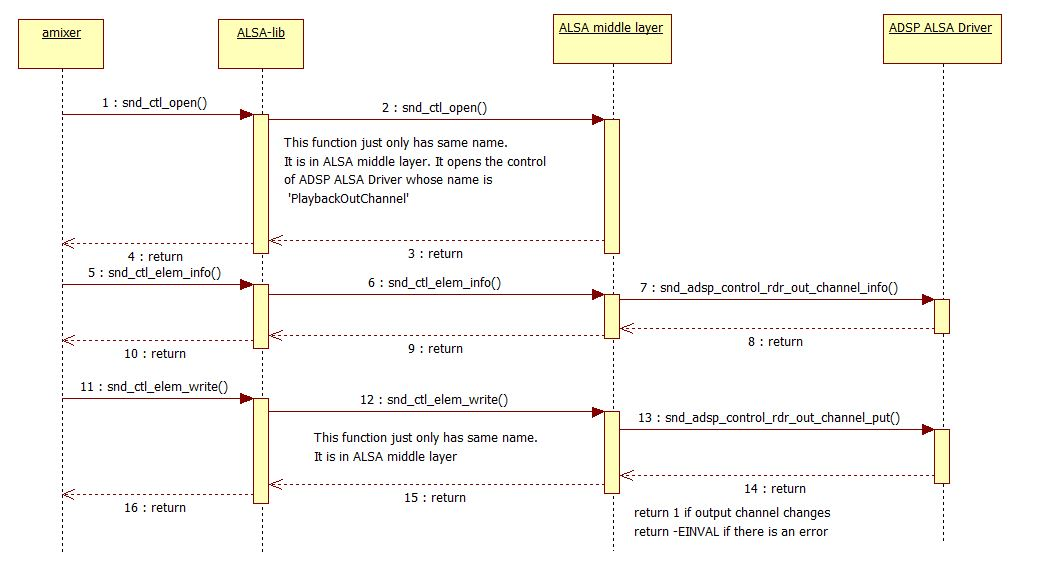 amixer
ALSA-lib
ALSA middle layer
ADSP ALSA Driver
1 : snd_ctl_open()
2 : snd_ctl_open()
This function just only has same name.
It is in ALSA middle layer. It opens the control
of ADSP ALSA Driver whose name is
'PlaybackOutChannel'
3 : return
4 : return
5 : snd_ctl_elem_info()
6 : snd_ctl_elem_info()
7 : snd_adsp_control_rdr_out_channel_info()
8 : return
9 : return
10 : return
11 : snd_ctl_elem_write()
12 : snd_ctl_elem_write()
13 : snd_adsp_control_rdr_out_channel_put()
This function just only has same name.
It is in ALSA middle layer
14 : return
15 : return
16 : return
return 1 if output channel changes
return -EINVAL if there is an error